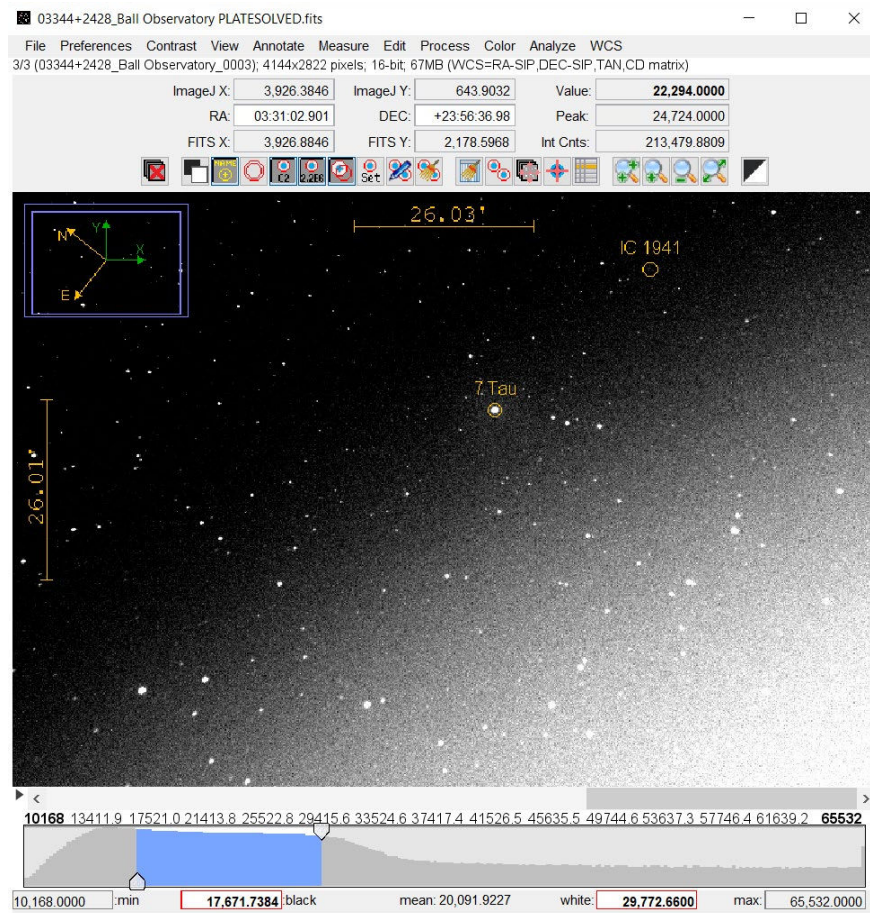 03344+2428_Ball Observatory PLATESOLVED.fits
File Preferences Contrast View Annotate Measure Edit Process Color Analyze WCS
3/3 (03344+2428_Ball Observatory_0003); 4144x2822 pixels; 16-bit; 67MB (WCS=RA-SIP,DEC-SIP,TAN,CD matrix)
ImageJ X: 3,926.3846 ImageJ Y: 643.9032 Value: 22,294.0000
RA: 03:31:02.901 DEC: +23:56:36.98 Peak: 24,724.0000
FITS X: 3,926.8846 FITS Y: 2,178.5968 Int Cnts: 213,479.8809
NAME C2 2.2E6 Set
26.03'
N Y X E
IC 1941
7 Tau
26.01'
10168 13411.9 17521.0 21413.8 25522.8 29415.6 33524.6 37417.4 41526.5 45635.5 49744.6 53637.3 57746.4 61639.2 65532
10,168.0000 :min 17,671.7384 :black mean: 20,091.9227 white: 29,772.6600 max: 65,532.0000